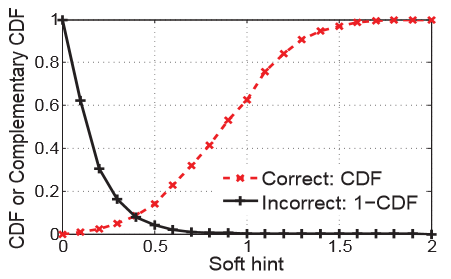 CDF or Complementary CDF
1
0.8
0.6
0.4
0.2
0
Correct: CDF
Incorrect: 1-CDF
0 0.5 1 1.5 2
Soft hint